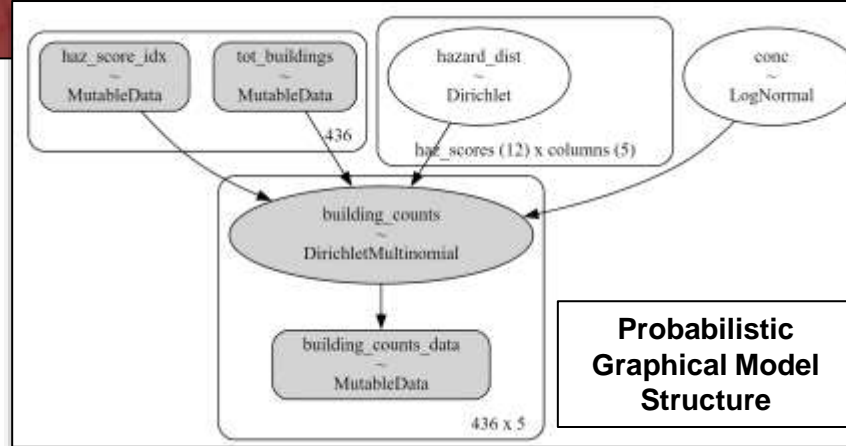 haz_score_idx
~
MutableData
tot_buildings
~
MutableData
436
hazard_dist
~
Dirichlet
haz_scores (12) x columns (5)
conc
~
LogNormal
building_counts
~
DirichletMultinomial
building_counts_data
~
MutableData
436 x 5
Probabilistic
Graphical Model
Structure